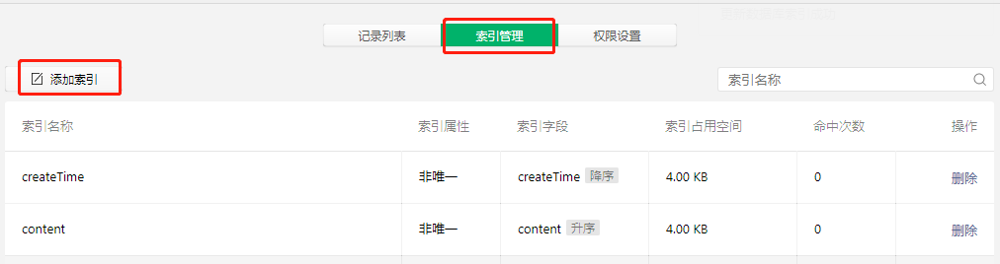 记录列表 索引管理 权限设置
添加索引 索引名称
索引名称 索引属性 索引字段 索引占用空间 命中次数 操作
createTime 非唯一 createTime 降序 4.00 KB 0 删除
content 非唯一 content 升序 4.00 KB 0 删除